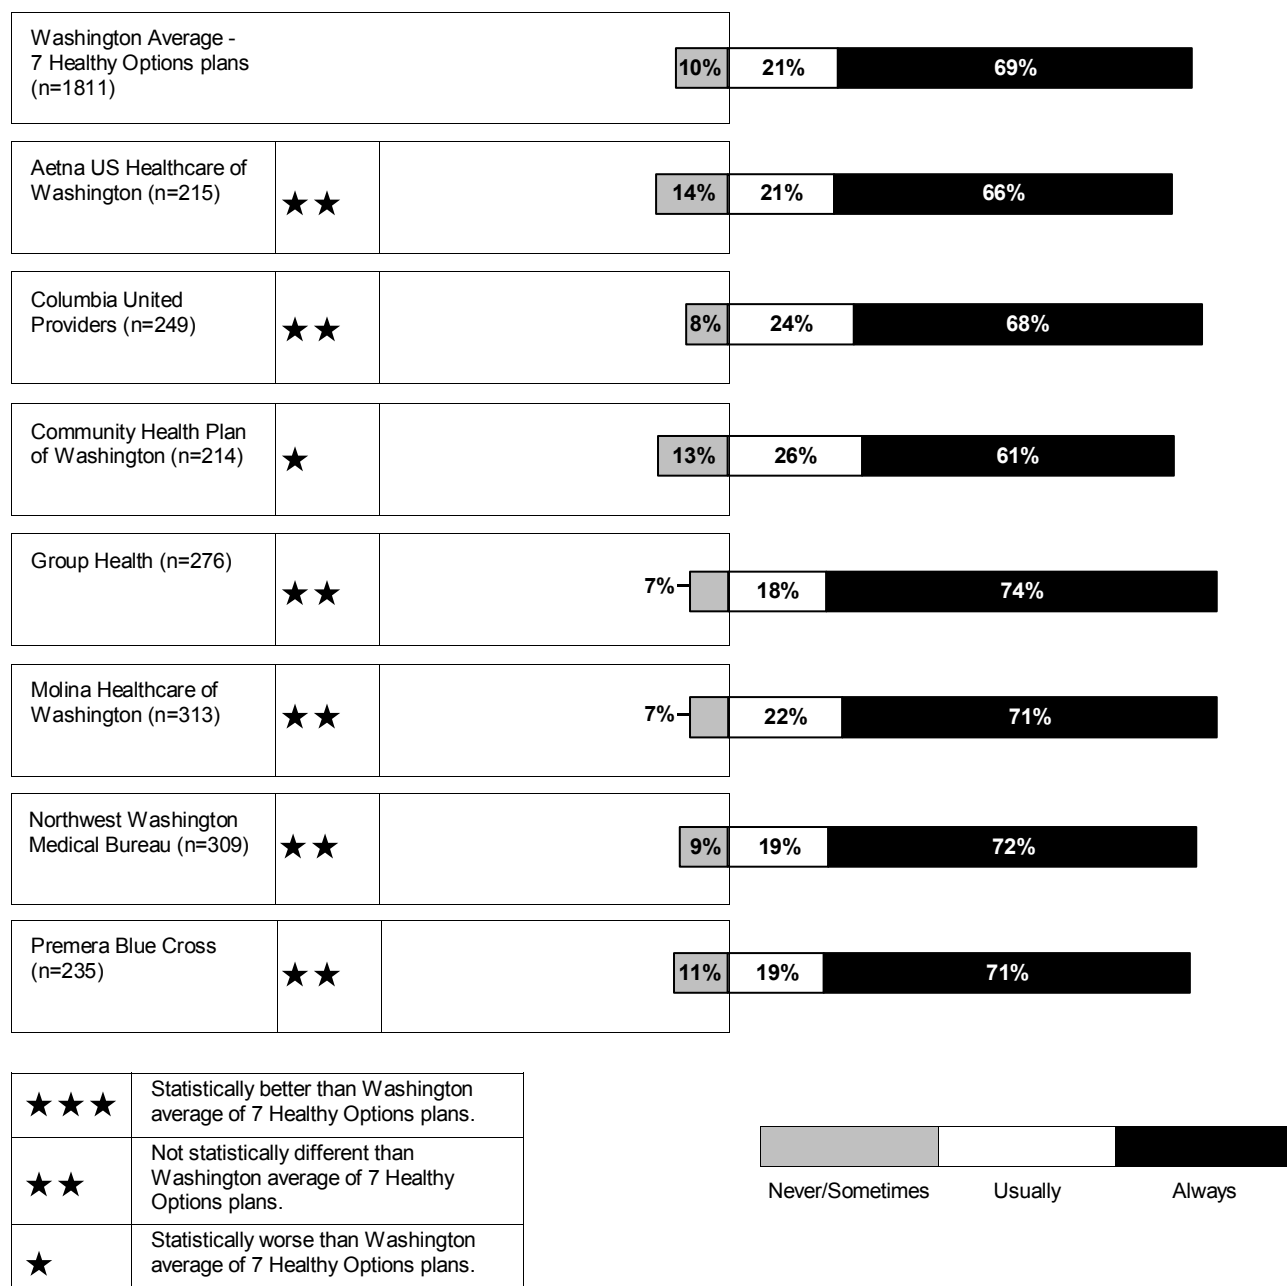 Washington Average -
7 Healthy Options plans
(n=1811)
10% 21% 69%
Aetna US Healthcare of
Washington (n=215)
★★
14% 21% 66%
Columbia United
Providers (n=249)
★★
8% 24% 68%
Community Health Plan
of Washington (n=214)
★
13% 26% 61%
Group Health (n=276)
★★
7% 18% 74%
Molina Healthcare of
Washington (n=313)
★★
7% 22% 71%
Northwest Washington
Medical Bureau (n=309)
★★
9% 19% 72%
Premera Blue Cross
(n=235)
★★
11% 19% 71%
★★★
Statistically better than Washington
average of 7 Healthy Options plans.
★★
Not statistically different than
Washington average of 7 Healthy
Options plans.
★
Statistically worse than Washington
average of 7 Healthy Options plans.
Never/Sometimes Usually Always